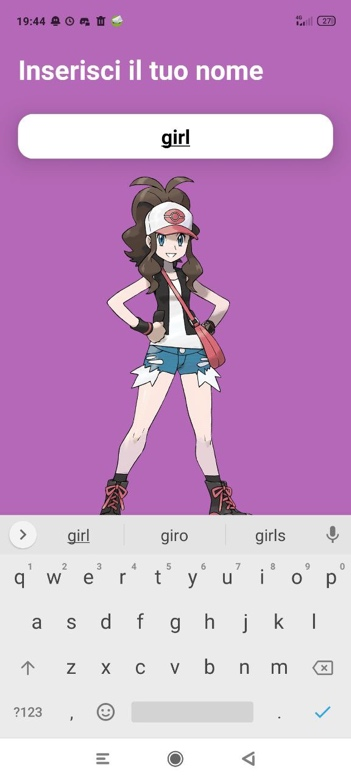 19:44
4G 27
Inserisci il tuo nome
girl
girl giro girls
1 2 3 4 5 6 7 8 9 0
q w e r t y u i o p
a s d f g h j k l
z x c v b n m
?123 , .